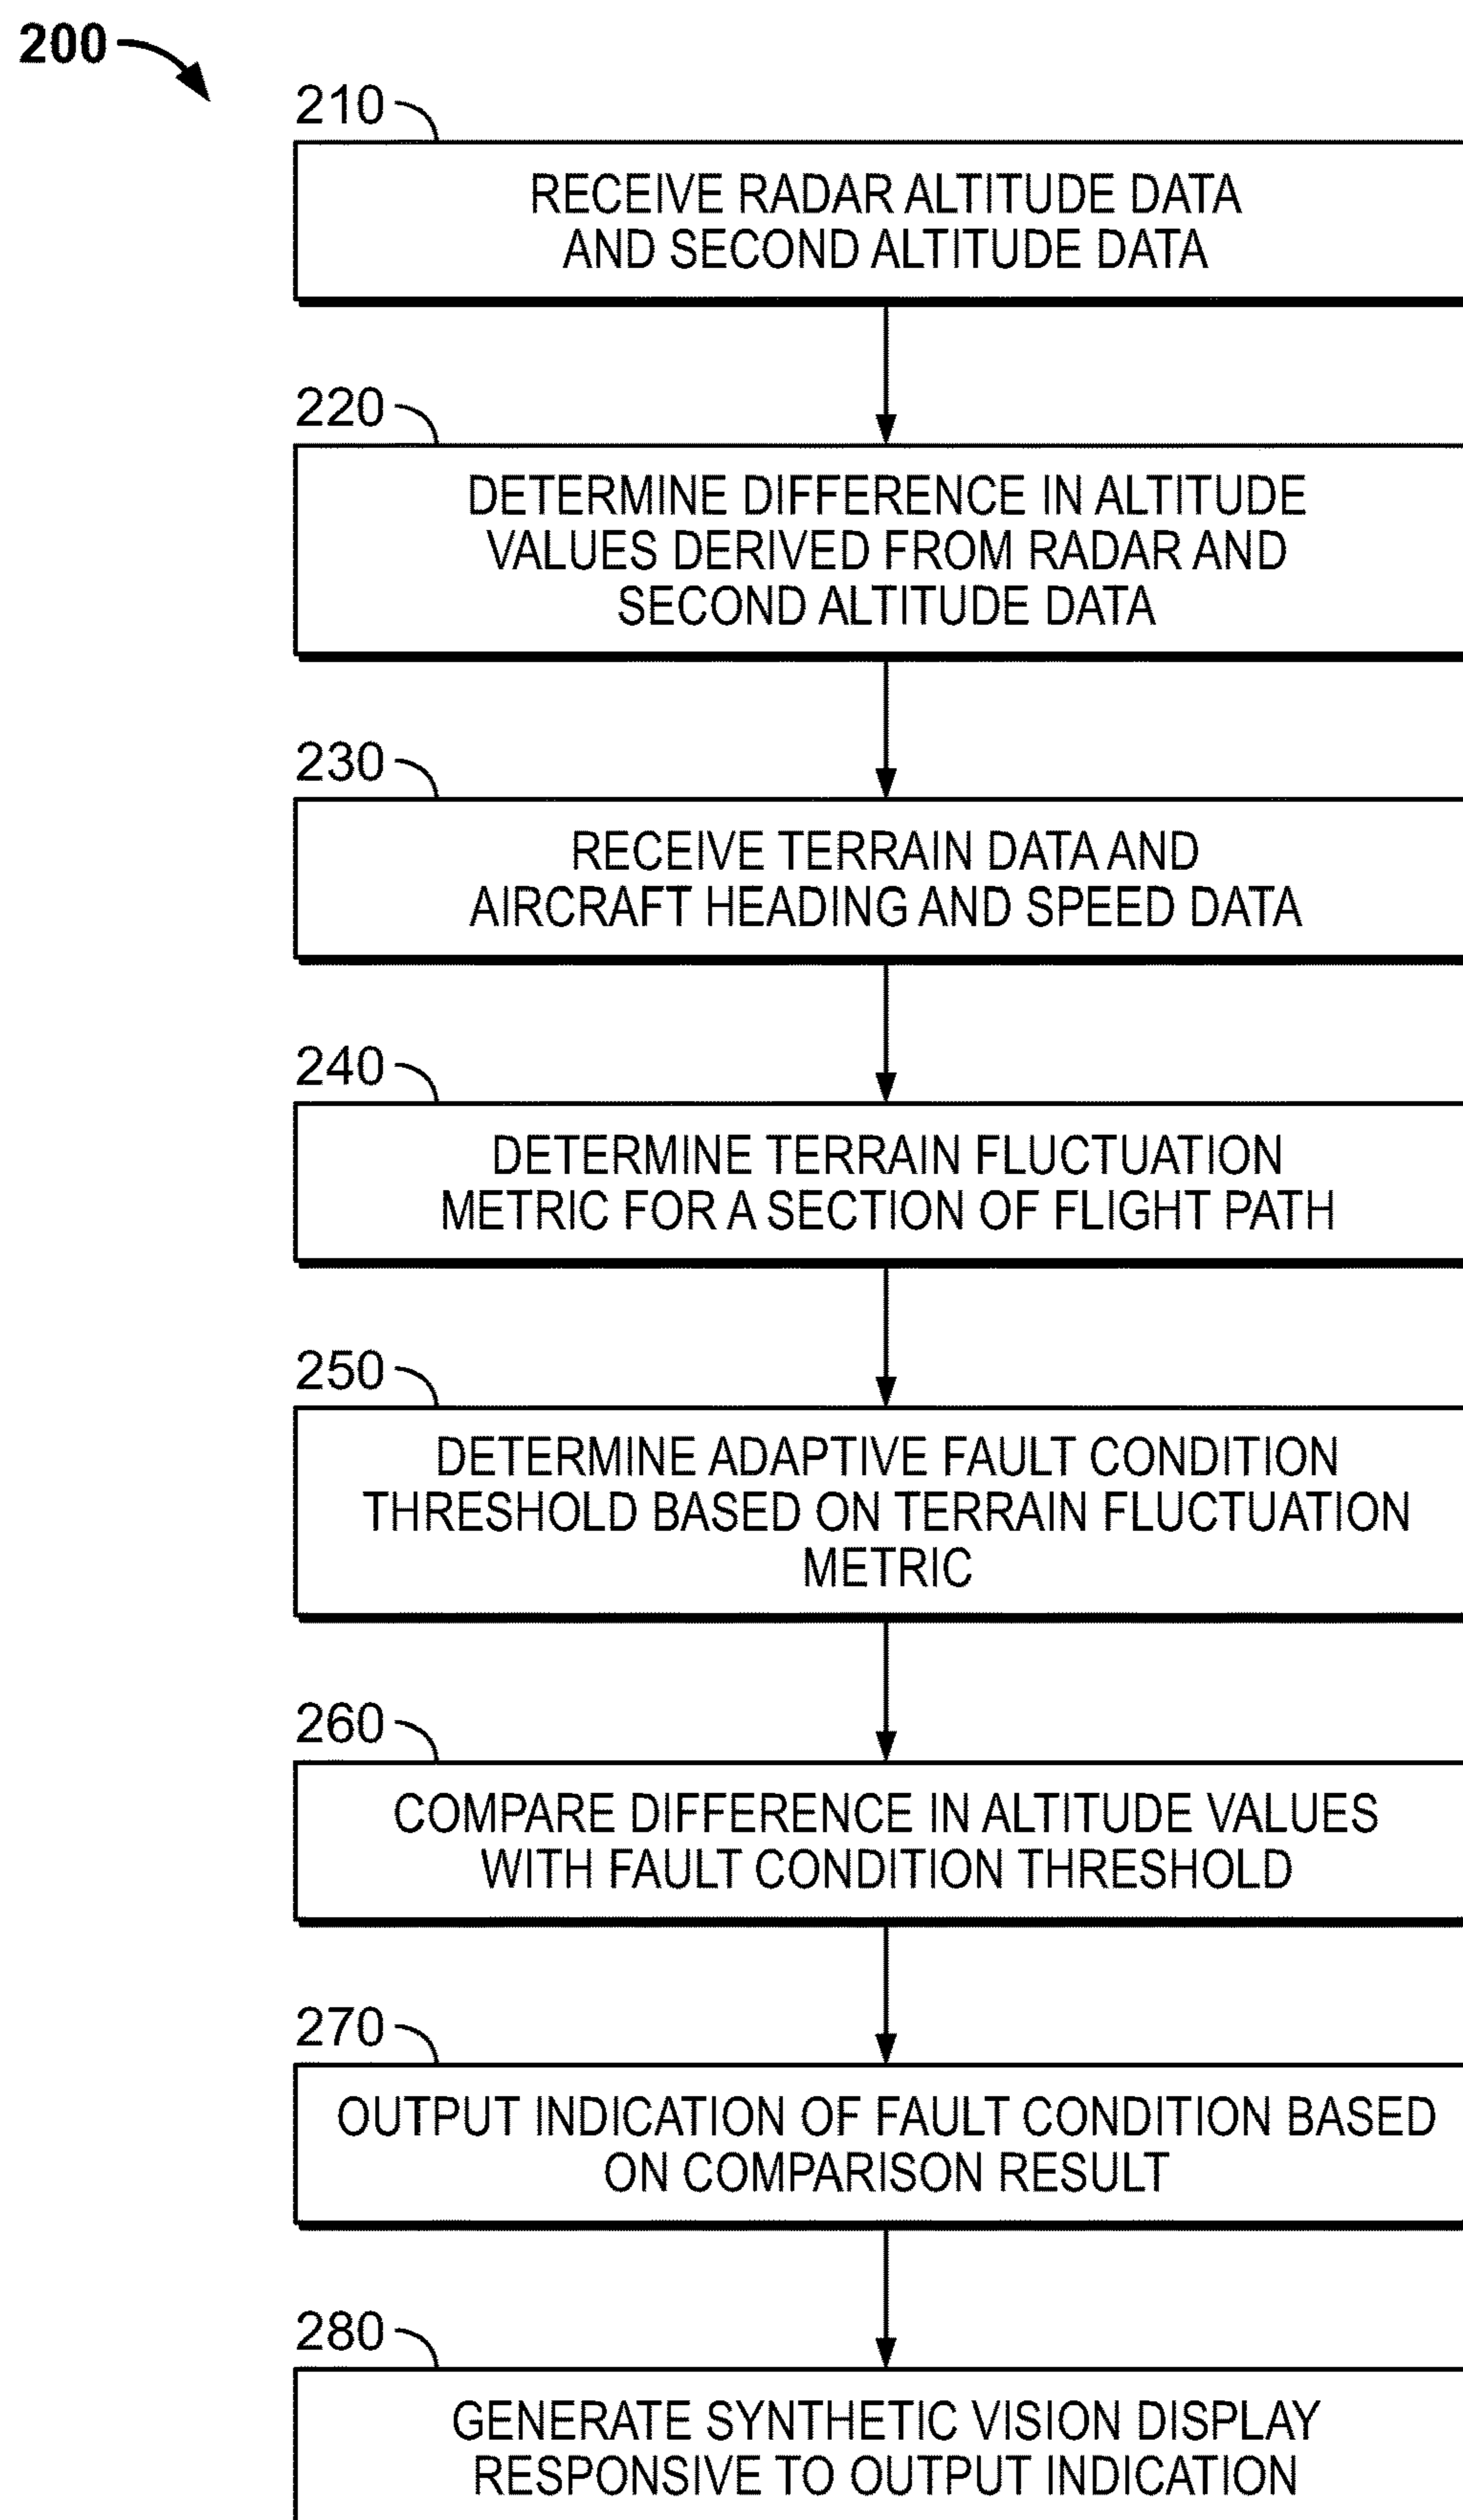 200
210
RECEIVE RADAR ALTITUDE DATA
AND SECOND ALTITUDE DATA
220
DETERMINE DIFFERENCE IN ALTITUDE
VALUES DERIVED FROM RADAR AND
SECOND ALTITUDE DATA
230
RECEIVE TERRAIN DATA AND
AIRCRAFT HEADING AND SPEED DATA
240
DETERMINE TERRAIN FLUCTUATION
METRIC FOR A SECTION OF FLIGHT PATH
250
DETERMINE ADAPTIVE FAULT CONDITION
THRESHOLD BASED ON TERRAIN FLUCTUATION
METRIC
260
COMPARE DIFFERENCE IN ALTITUDE VALUES
WITH FAULT CONDITION THRESHOLD
270
OUTPUT INDICATION OF FAULT CONDITION BASED
ON COMPARISON RESULT
280
GENERATE SYNTHETIC VISION DISPLAY
RESPONSIVE TO OUTPUT INDICATION